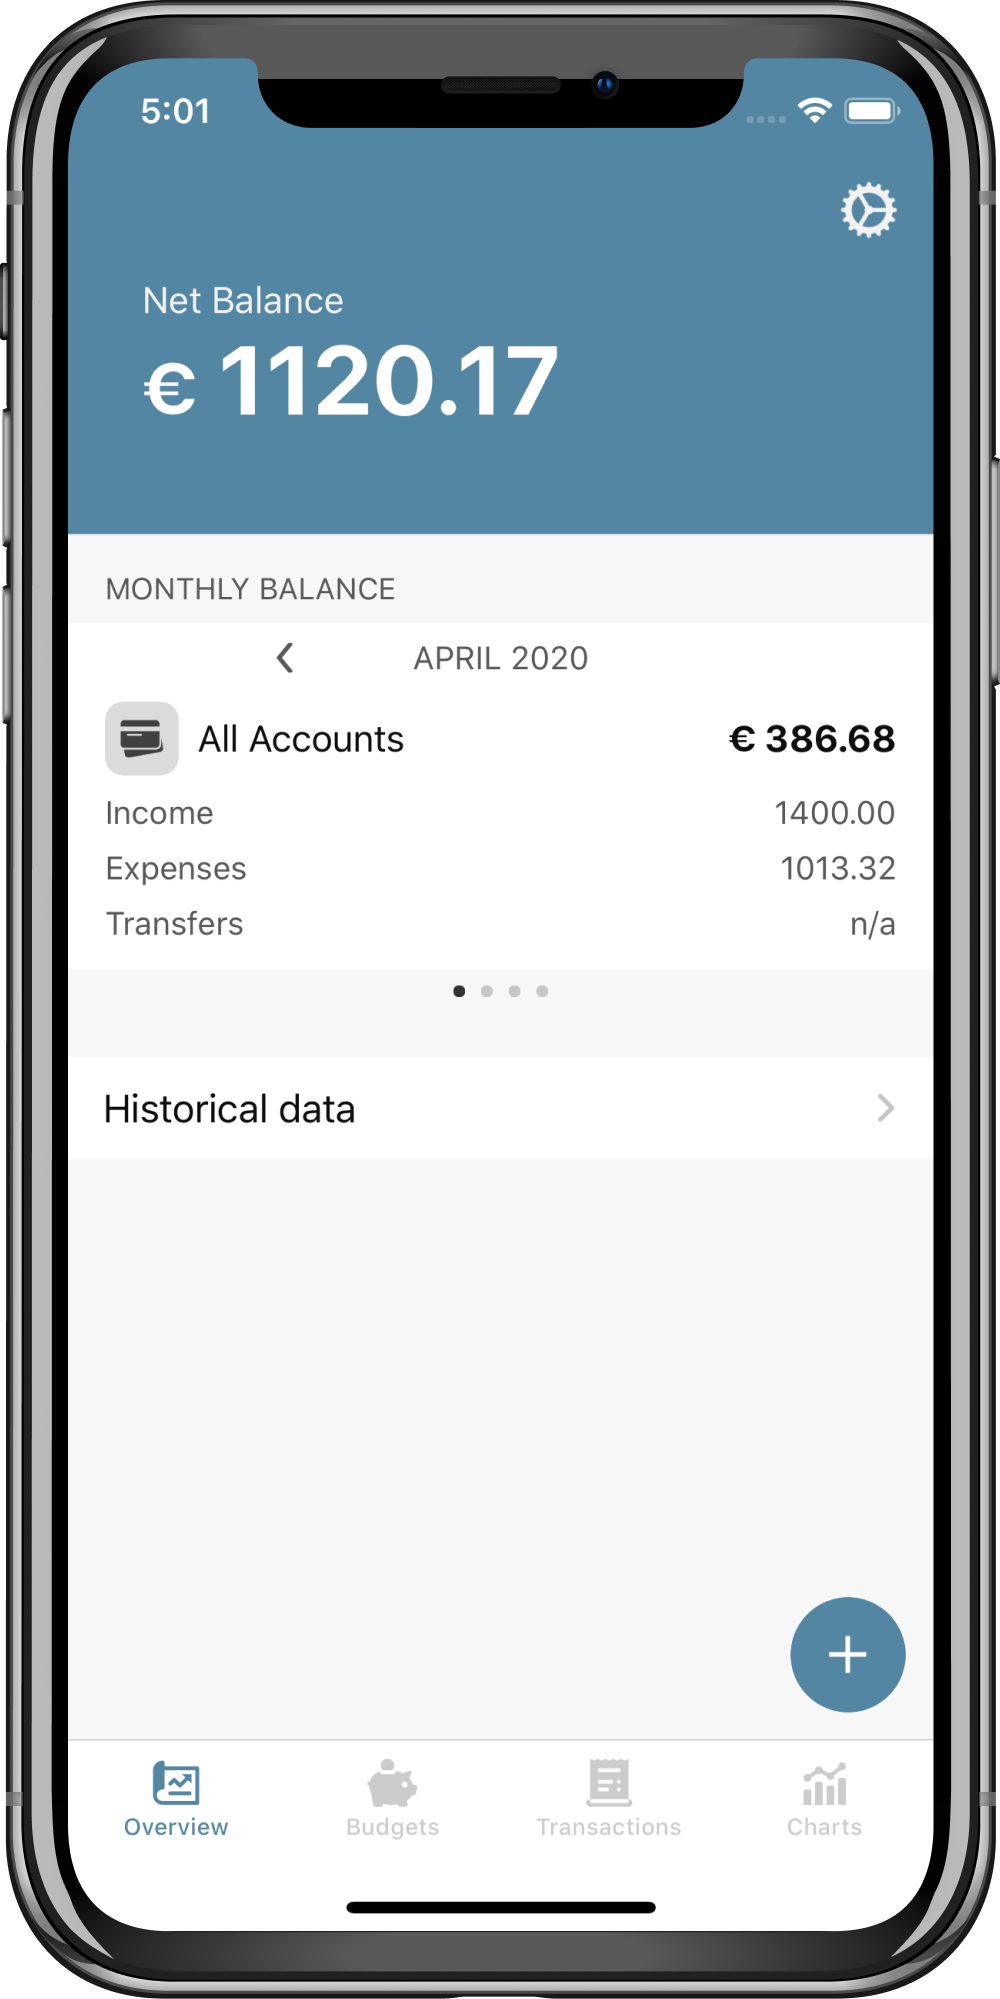 5:01
Net Balance
€ 1120.17
MONTHLY BALANCE
APRIL 2020
All Accounts € 386.68
Income 1400.00
Expenses 1013.32
Transfers n/a
Historical data
Overview Budgets Transactions Charts